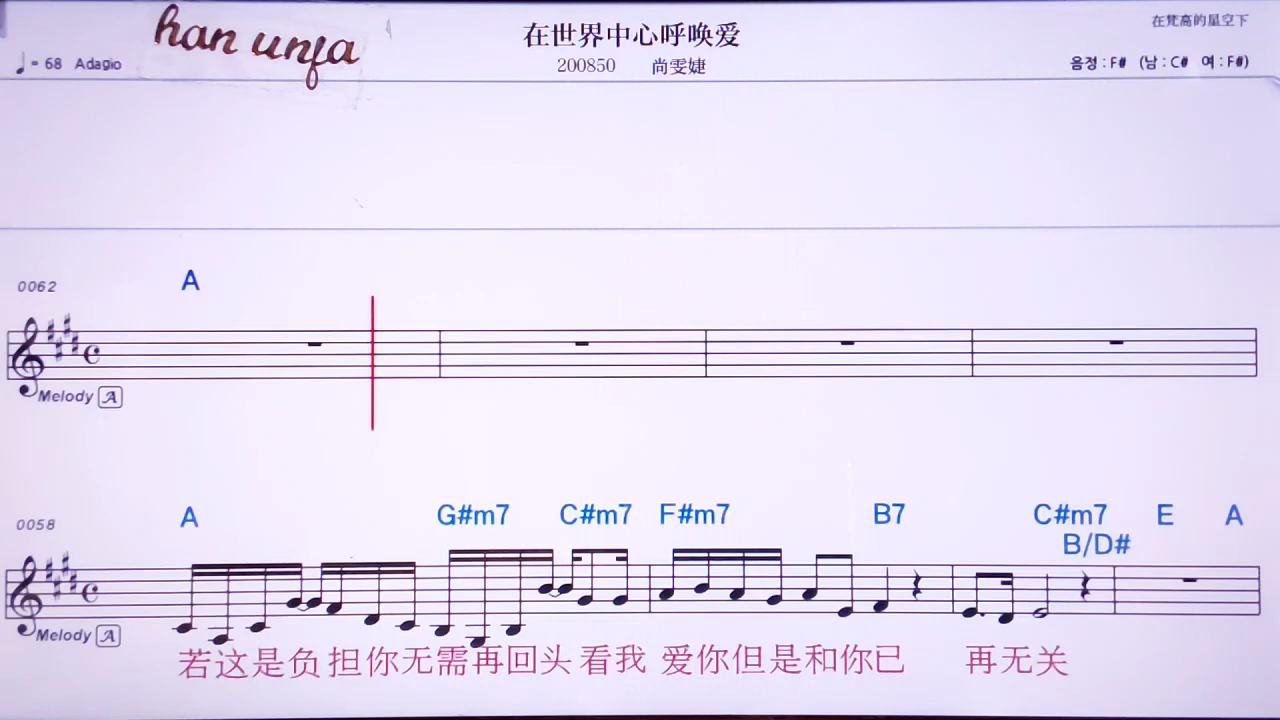 han unfa
在世界中心呼唤爱
在梵高的星空下
♩= 68 Adagio
200850 尚雯婕
음정 : F# (남 : C# 여 : F#)
0062
A
Melody A
0058
A G#m7 C#m7 F#m7 B7 C#m7 E A
B/D#
Melody A
若这是负担你无需再回头看我 爱你但是和你已 再无关